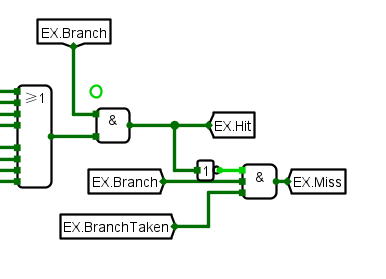 EX.Branch
≥1
&
EX.Hit
1
EX.Branch
&
EX.Miss
EX.BranchTaken